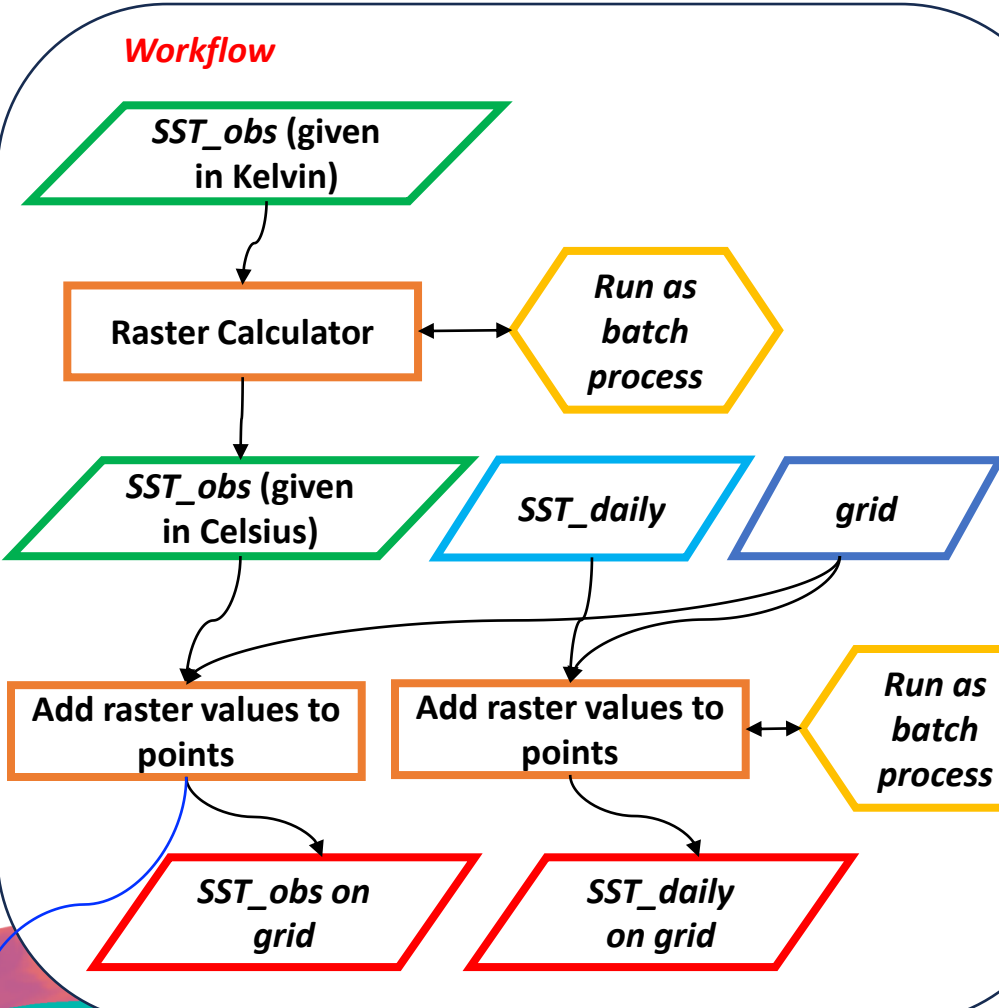 Workflow
SST_obs (given
in Kelvin)
Raster Calculator
Run as
batch
process
SST_obs (given
in Celsius)
SST_daily
grid
Add raster values to
points
Add raster values to
points
Run as
batch
process
SST_obs on
grid
SST_daily
on grid